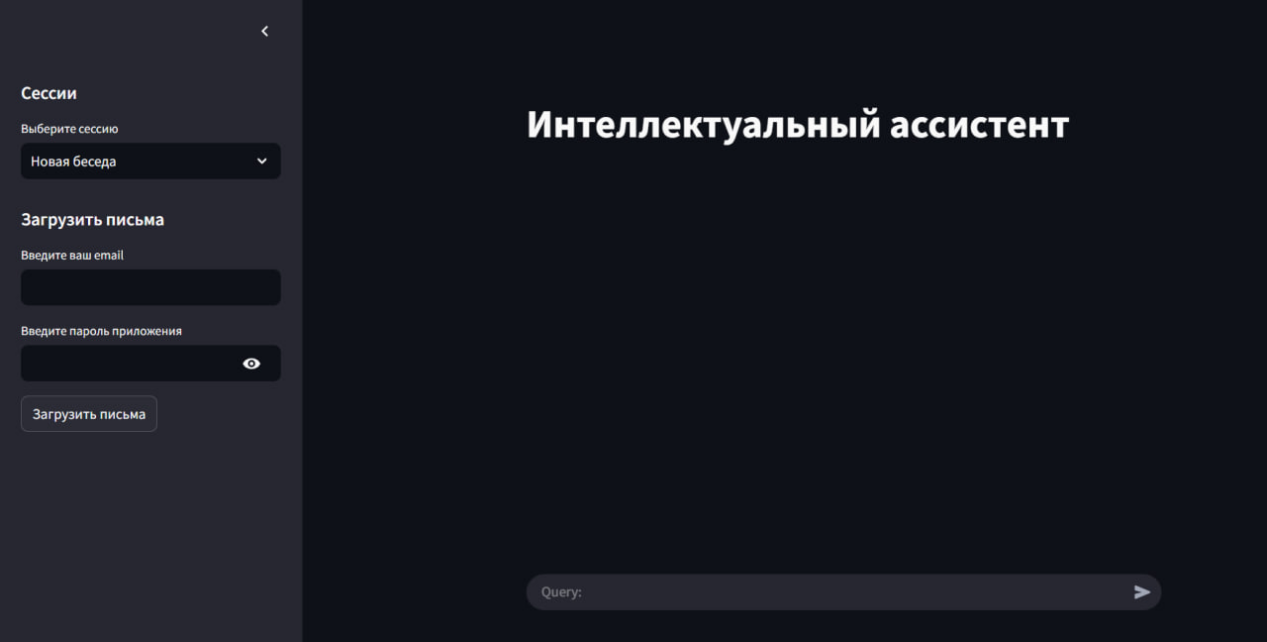 Сессии
Выберите сессию
Новая беседа
Загрузить письма
Введите ваш email
Введите пароль приложения
Загрузить письма
Интеллектуальный ассистент
Query: